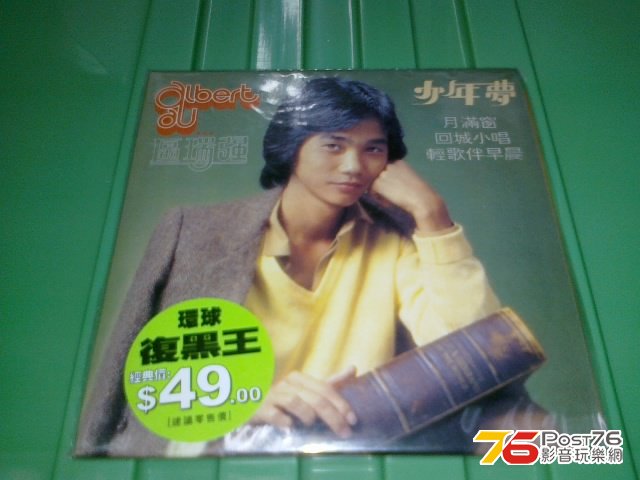 Albert
au
區瑞強
少年夢
月滿窗
回城小唱
輕歌伴早晨
環球
復黑王
經典價:
$49.00
[建議零售價]
76 Post76
影音玩樂網